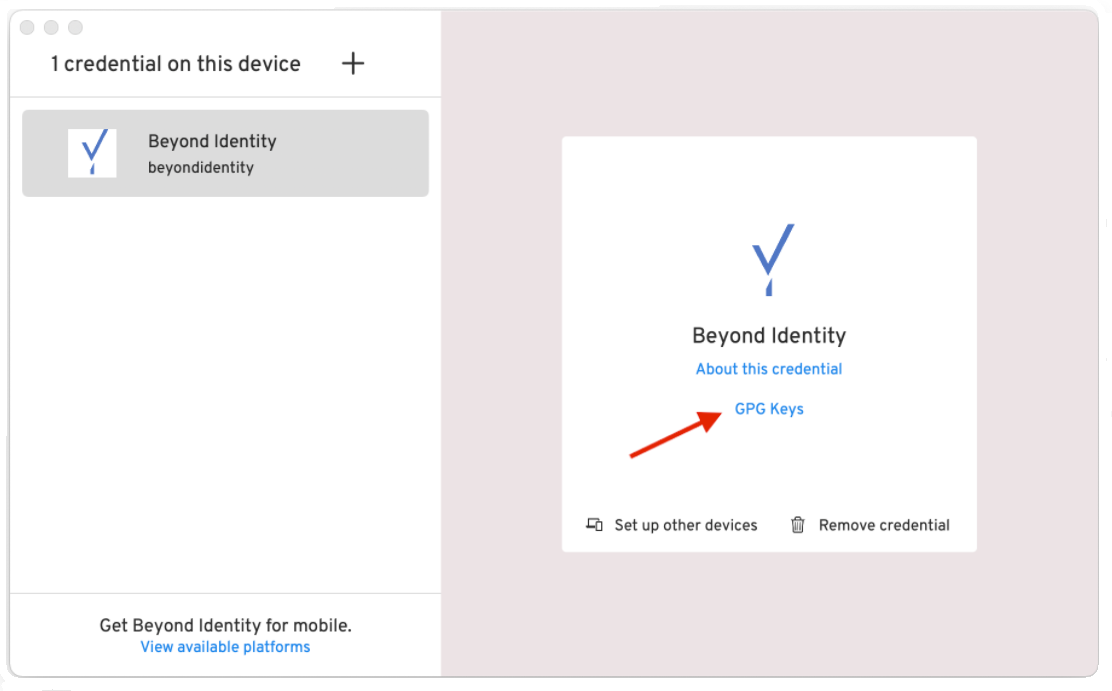 1 credential on this device
Beyond Identity
beyondidentity
Beyond Identity
About this credential
GPG Keys
Set up other devices
Remove credential
Get Beyond Identity for mobile.
View available platforms